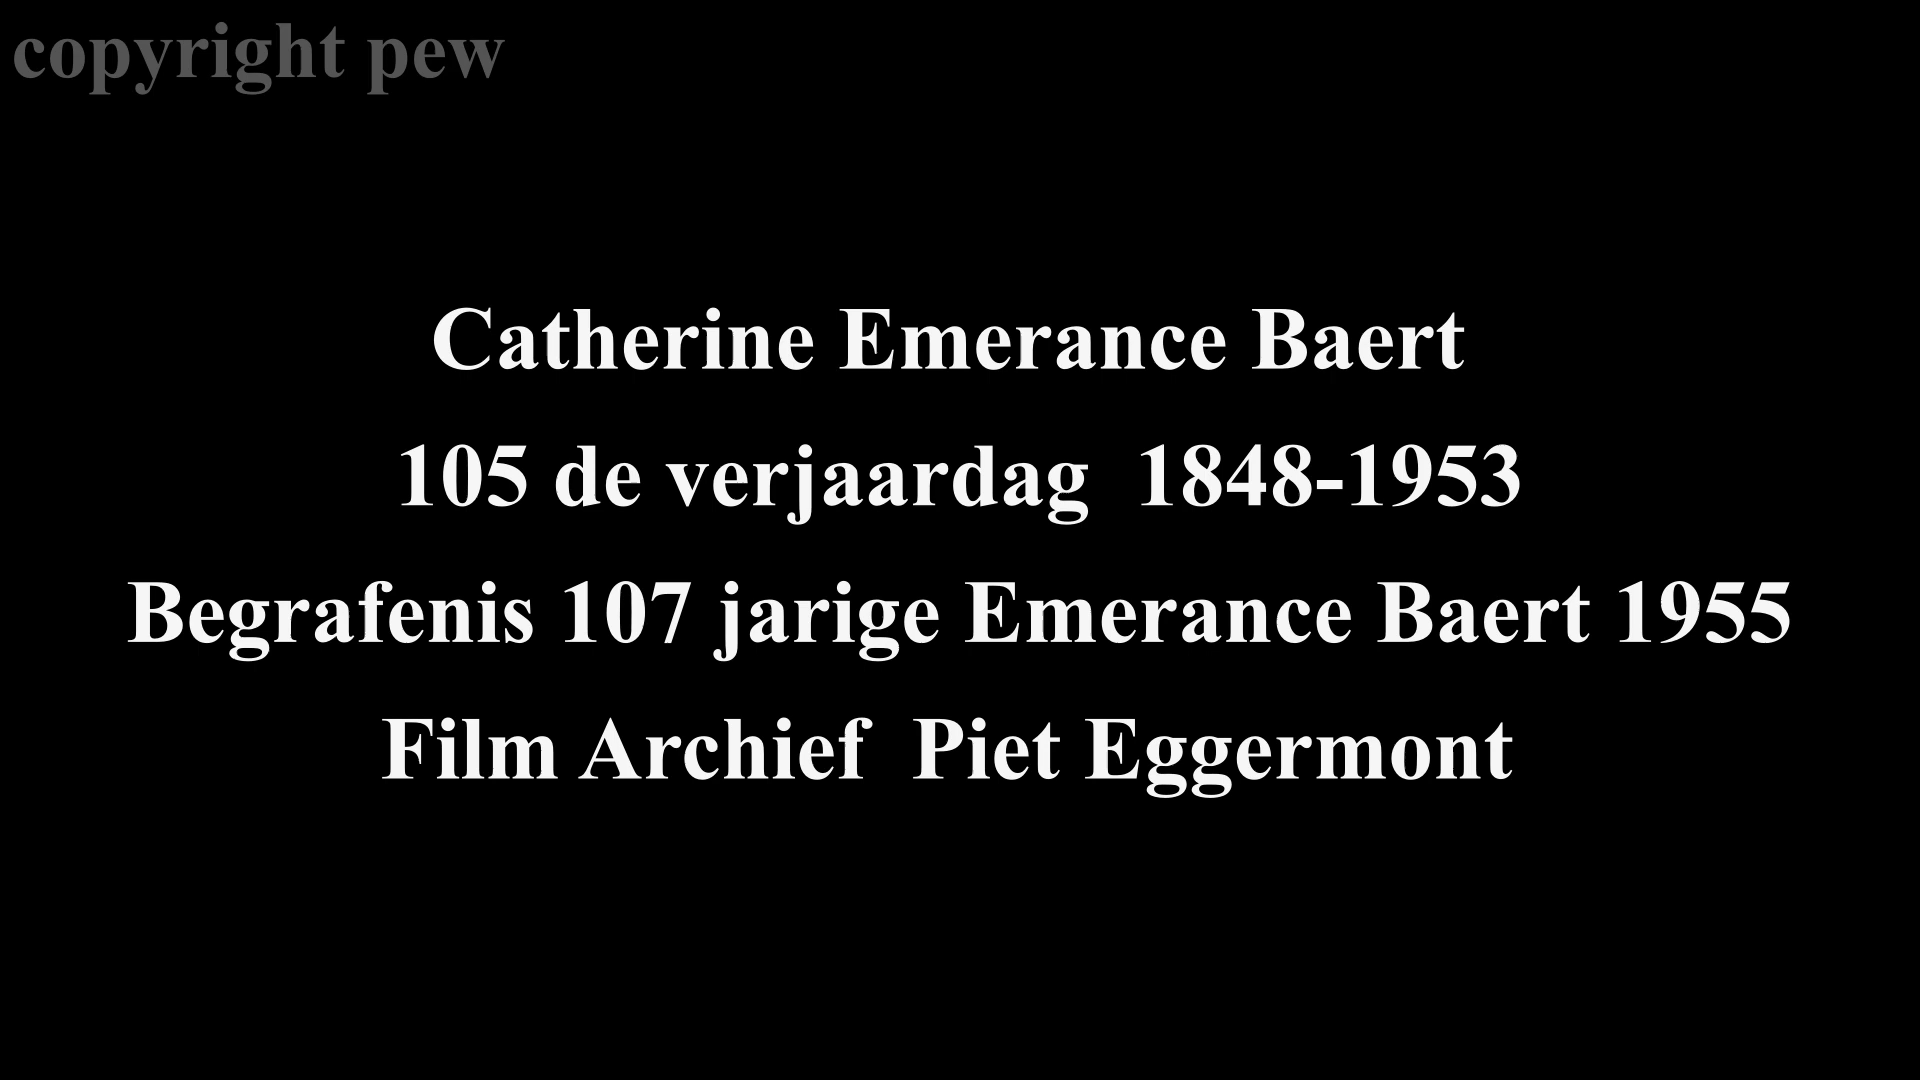 copyright pew
Catherine Emerance Baert
105 de verjaardag  1848-1953
Begrafenis 107 jarige Emerance Baert 1955
Film Archief  Piet Eggermont